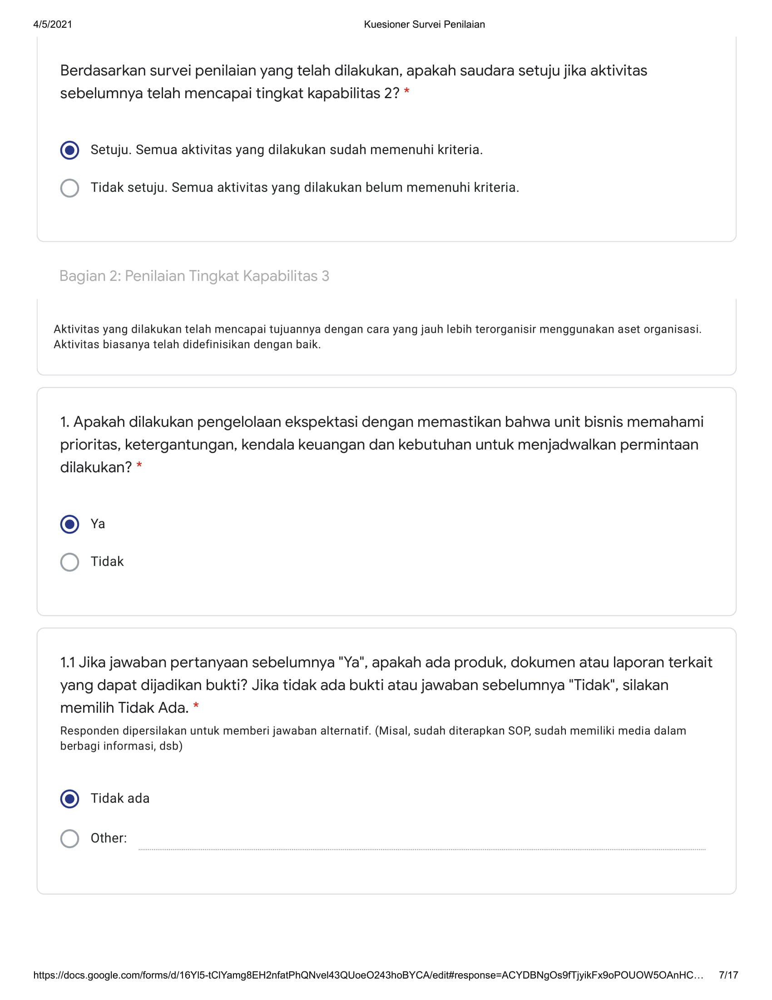 4/5/2021 Kuesioner Survei Penilaian
Berdasarkan survei penilaian yang telah dilakukan, apakah saudara setuju jika aktivitas
sebelumnya telah mencapai tingkat kapabilitas 2? *
Setuju. Semua aktivitas yang dilakukan sudah memenuhi kriteria.
Tidak setuju. Semua aktivitas yang dilakukan belum memenuhi kriteria.
Bagian 2: Penilaian Tingkat Kapabilitas 3
Aktivitas yang dilakukan telah mencapai tujuannya dengan cara yang jauh lebih terorganisir menggunakan aset organisasi.
Aktivitas biasanya telah didefinisikan dengan baik.
1. Apakah dilakukan pengelolaan ekspektasi dengan memastikan bahwa unit bisnis memahami
prioritas, ketergantungan, kendala keuangan dan kebutuhan untuk menjadwalkan permintaan
dilakukan? *
Ya
Tidak
1.1 Jika jawaban pertanyaan sebelumnya "Ya", apakah ada produk, dokumen atau laporan terkait
yang dapat dijadikan bukti? Jika tidak ada bukti atau jawaban sebelumnya "Tidak", silakan
memilih Tidak Ada. *
Responden dipersilakan untuk memberi jawaban alternatif. (Misal, sudah diterapkan SOP, sudah memiliki media dalam
berbagi informasi, dsb)
Tidak ada
Other:
https://docs.google.com/forms/d/16Yl5-tClYamg8EH2nfatPhQNvel43QUoeO243hoBYCA/edit#response=ACYDBNgOs9fTjyikFx9oPOUOW5OAnHC… 7/17